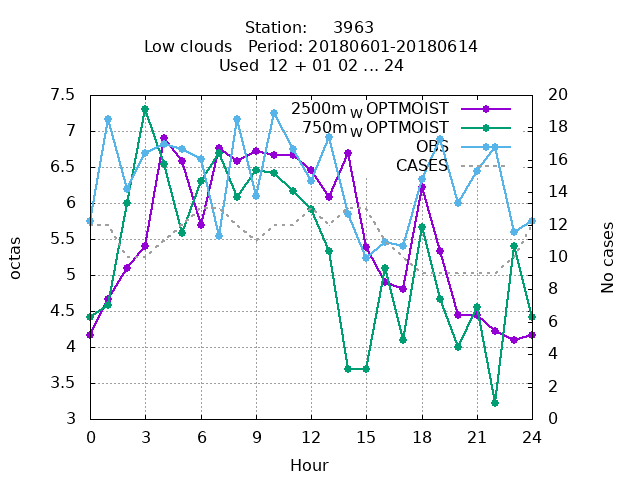 Station: 3963
Low clouds Period: 20180601-20180614
Used 12 + 01 02 ... 24
7.5
7
6.5
6
5.5
5
4.5
4
3.5
3
octas
2500m W OPTMOIST
750m W OPTMOIST
OBS
CASES
20
18
16
14
12
10
8
6
4
2
0
No cases
0 3 6 9 12 15 18 21 24
Hour